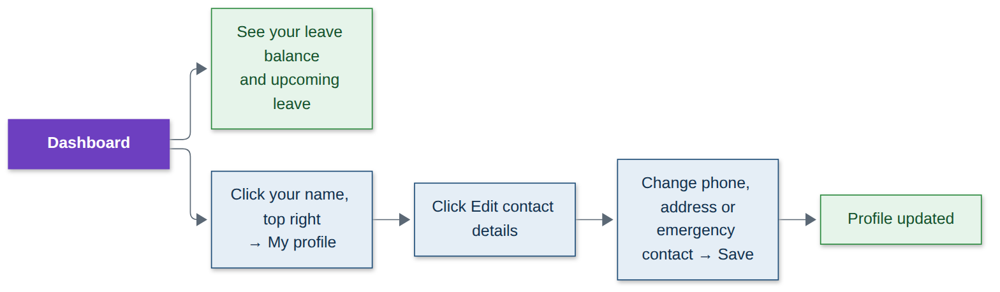 Dashboard
See your leave
balance
and upcoming
leave
Click your name,
top right
→ My profile
Click Edit contact
details
Change phone,
address or
emergency
contact → Save
Profile updated